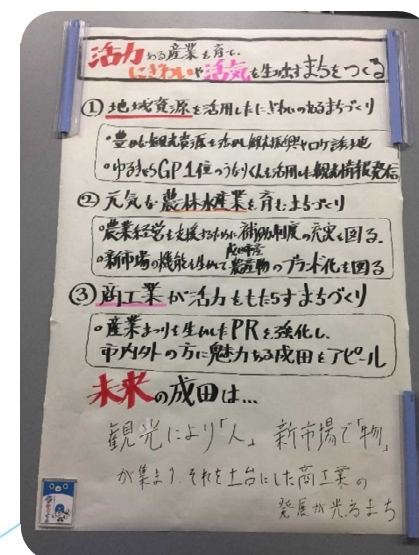 活力ある産業を育て、
にぎわいや活気を生み出すまちをつくる
① 地域資源を活用したにぎわいのあるまちづくり
・豊かな観光資源を活かし観光振興やロケ誘致
・ゆるキャラGP1位のうなりくんを活用した観光情報発信
② 元気な農林水産業を育むまちづくり
・農業経営を支援するために補助制度の充実を図る。
・新市場の機能を生かして成田市産農産物のブランド化を図る
③ 商工業が活力をもたらすまちづくり
・産業まつりを生かしたPRを強化し、
市内外の方に魅力ある成田をアピール
未来の成田は...
観光により「人」 新市場で「物」
が集まり、それを土台にした商工業の
発展が光るまち